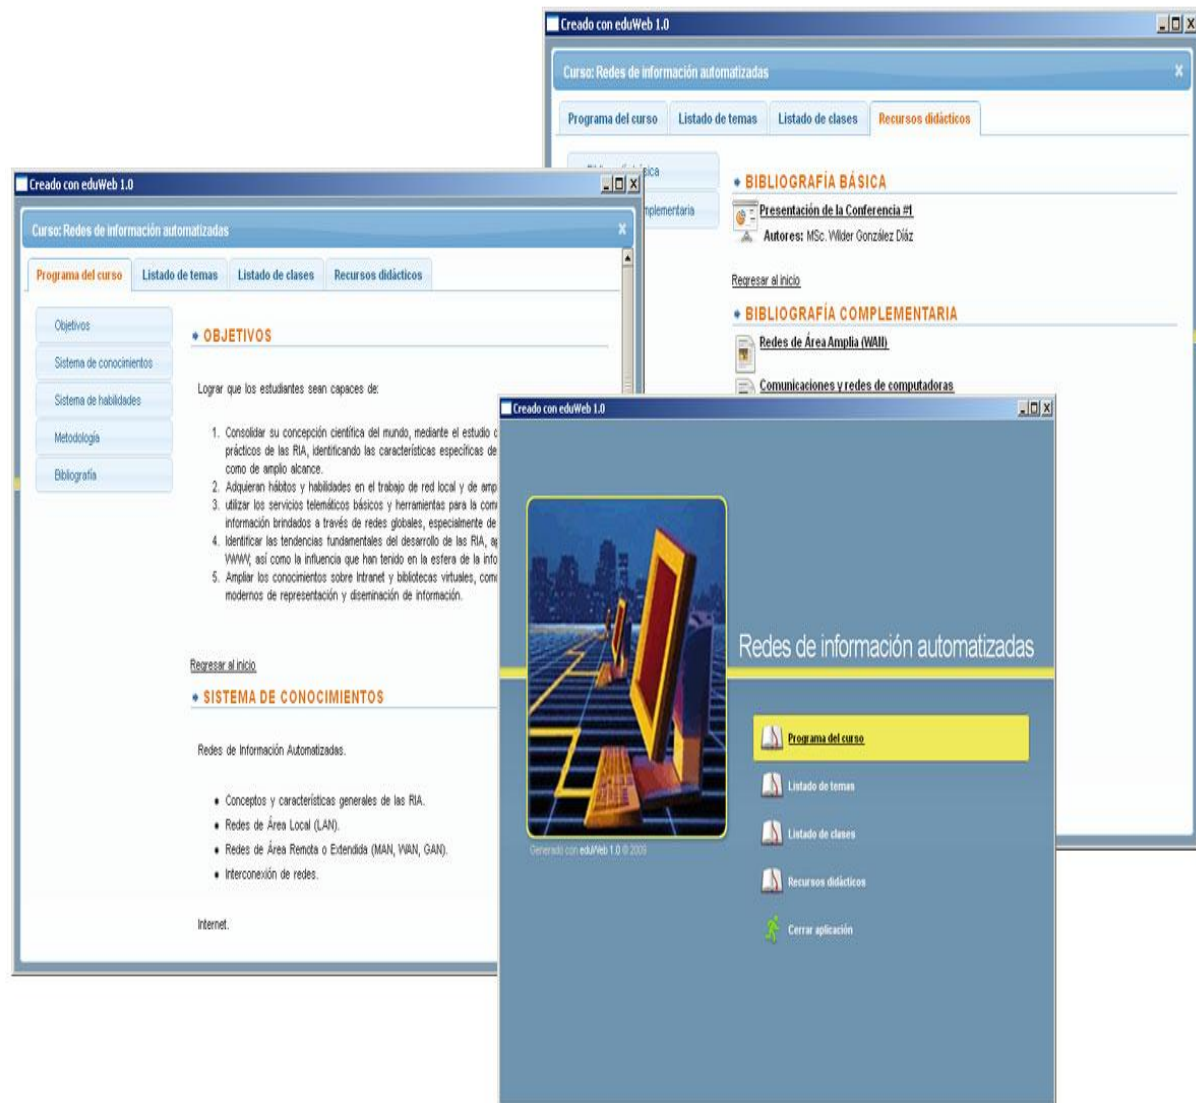 Creado con eduWeb 1.0
Curso: Redes de información automatizadas
Programa del curso
Listado de temas
Listado de clases
Recursos didácticos
BIBLIOGRAFÍA BÁSICA
Presentación de la Conferencia #1
Autores: MSc. Wilder González Díaz
Regresar al inicio
BIBLIOGRAFÍA COMPLEMENTARIA
Redes de Área Amplia (WAN)
Comunicaciones y redes de computadoras
Creado con eduWeb 1.0
Curso: Redes de información automatizadas
Programa del curso
Listado de temas
Listado de clases
Recursos didácticos
Objetivos
Sistema de conocimientos
Sistema de habilidades
Metodología
Bibliografía
OBJETIVOS
Lograr que los estudiantes sean capaces de:
1. Consolidar su concepción científica del mundo, mediante el estudio
prácticos de las RIA, identificando las características específicas de
como de amplio alcance.
2. Adquieran hábitos y habilidades en el trabajo de red local y de
3. utilizar los servicios telemáticos básicos y herramientas para la
información brindados a través de redes globales, especialmente de
4. Identificar las tendencias fundamentales del desarrollo de las RIA,
WWW, así como la influencia que han tenido en la esfera de la
5. Ampliar los conocimientos sobre Intranet y bibliotecas virtuales,
modernos de representación y diseminación de información.
Regresar al inicio
SISTEMA DE CONOCIMIENTOS
Redes de Información Automatizadas.
• Conceptos y características generales de las RIA.
• Redes de Área Local (LAN).
• Redes de Área Remota o Extendida (MAN, WAN, GAN).
• Interconexión de redes.
Internet.
Creado con eduWeb 1.0
Redes de información automatizadas
Programa del curso
Listado de temas
Listado de clases
Recursos didácticos
Cerrar aplicación
Generado con eduWeb 1.0 © 2009